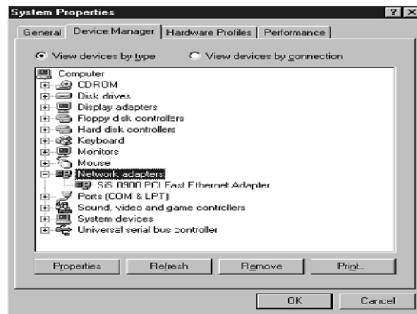 System Properties
General Device Manager Hardware Profiles Performance
View devices by type View devices by connection
Computer
CDROM
Disk drives
Display adapters
Floppy disk controllers
Hard disk controllers
Keyboard
Monitors
Mouse
Network adapters
SiS 0900 PCI Fast Ethernet Adapter
Ports (COM & LPT)
Sound, video and game controllers
System devices
Universal serial bus controller
Properties Refresh Remove Print...
OK Cancel